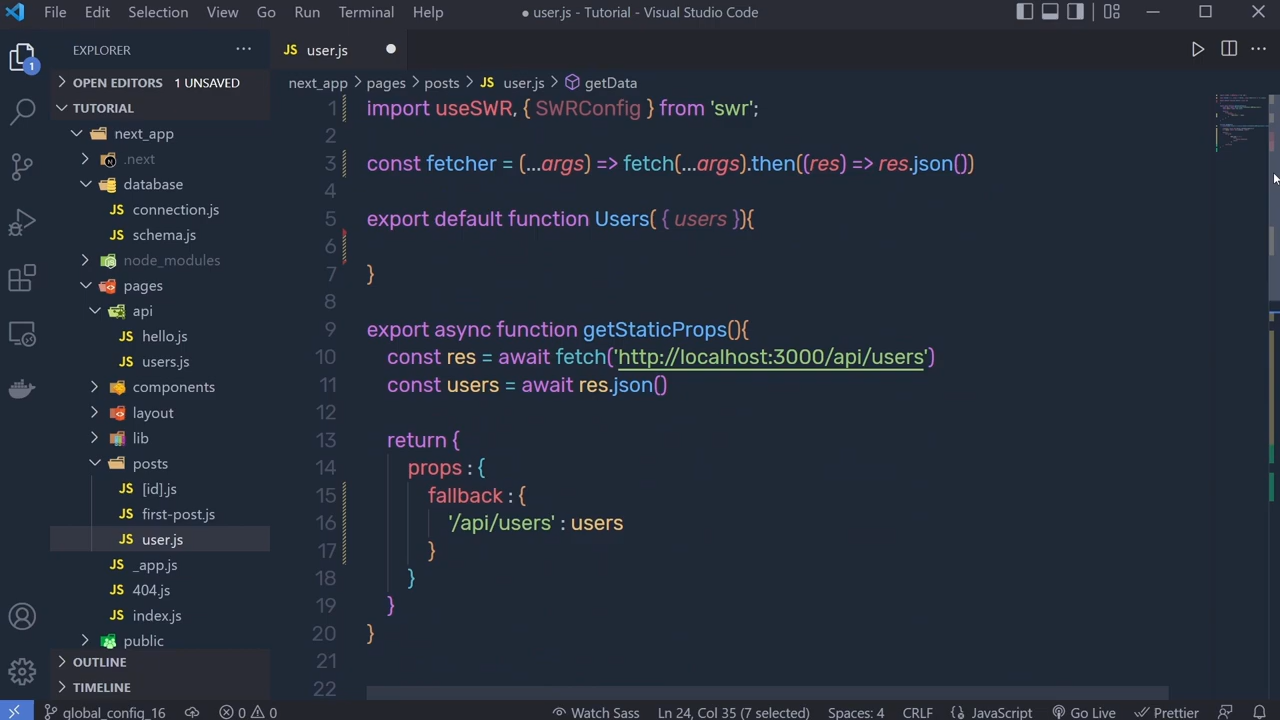 File Edit Selection View Go Run Terminal Help ● user.js - Tutorial - Visual Studio Code
EXPLORER ···
1
OPEN EDITORS 1 UNSAVED
TUTORIAL
next_app
.next
database
connection.js
schema.js
node_modules
pages
api
hello.js
users.js
components
layout
lib
posts
[id].js
first-post.js
user.js
_app.js
404.js
index.js
public
OUTLINE
TIMELINE
JS user.js
next_app > pages > posts > JS user.js > getData
1 import useSWR, { SWRConfig } from 'swr';
2
3 const fetcher = (...args) => fetch(...args).then((res) => res.json())
4
5 export default function Users( { users }){
6
7 }
8
9 export async function getStaticProps(){
10 const res = await fetch('http://localhost:3000/api/users')
11 const users = await res.json()
12
13 return {
14 props : {
15 fallback : {
16 '/api/users' : users
17 }
18 }
19 }
20 }
21
22
global_config_16 0 0 Watch Sass Ln 24, Col 35 (7 selected) Spaces: 4 CRLF JavaScript Go Live Prettier